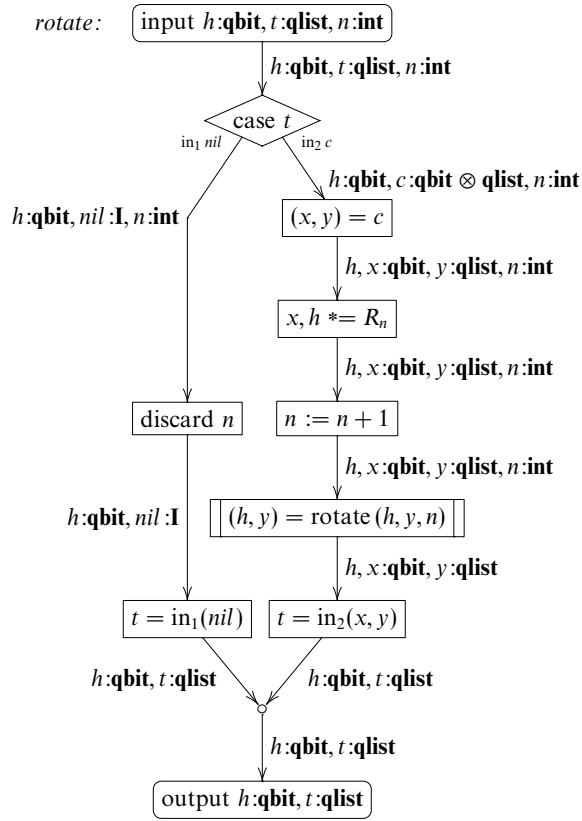 rotate: input h:qbit, t:qlist, n:int
h:qbit, t:qlist, n:int
case t
in₁ nil in₂ c
h:qbit, c:qbit ⊗ qlist, n:int
h:qbit, nil:I, n:int
(x, y) = c
h, x:qbit, y:qlist, n:int
x, h *= Rₙ
h, x:qbit, y:qlist, n:int
discard n
n := n + 1
h, x:qbit, y:qlist, n:int
h:qbit, nil:I
(h, y) = rotate (h, y, n)
h, x:qbit, y:qlist
t = in₁(nil)
t = in₂(x, y)
h:qbit, t:qlist
h:qbit, t:qlist
h:qbit, t:qlist
output h:qbit, t:qlist